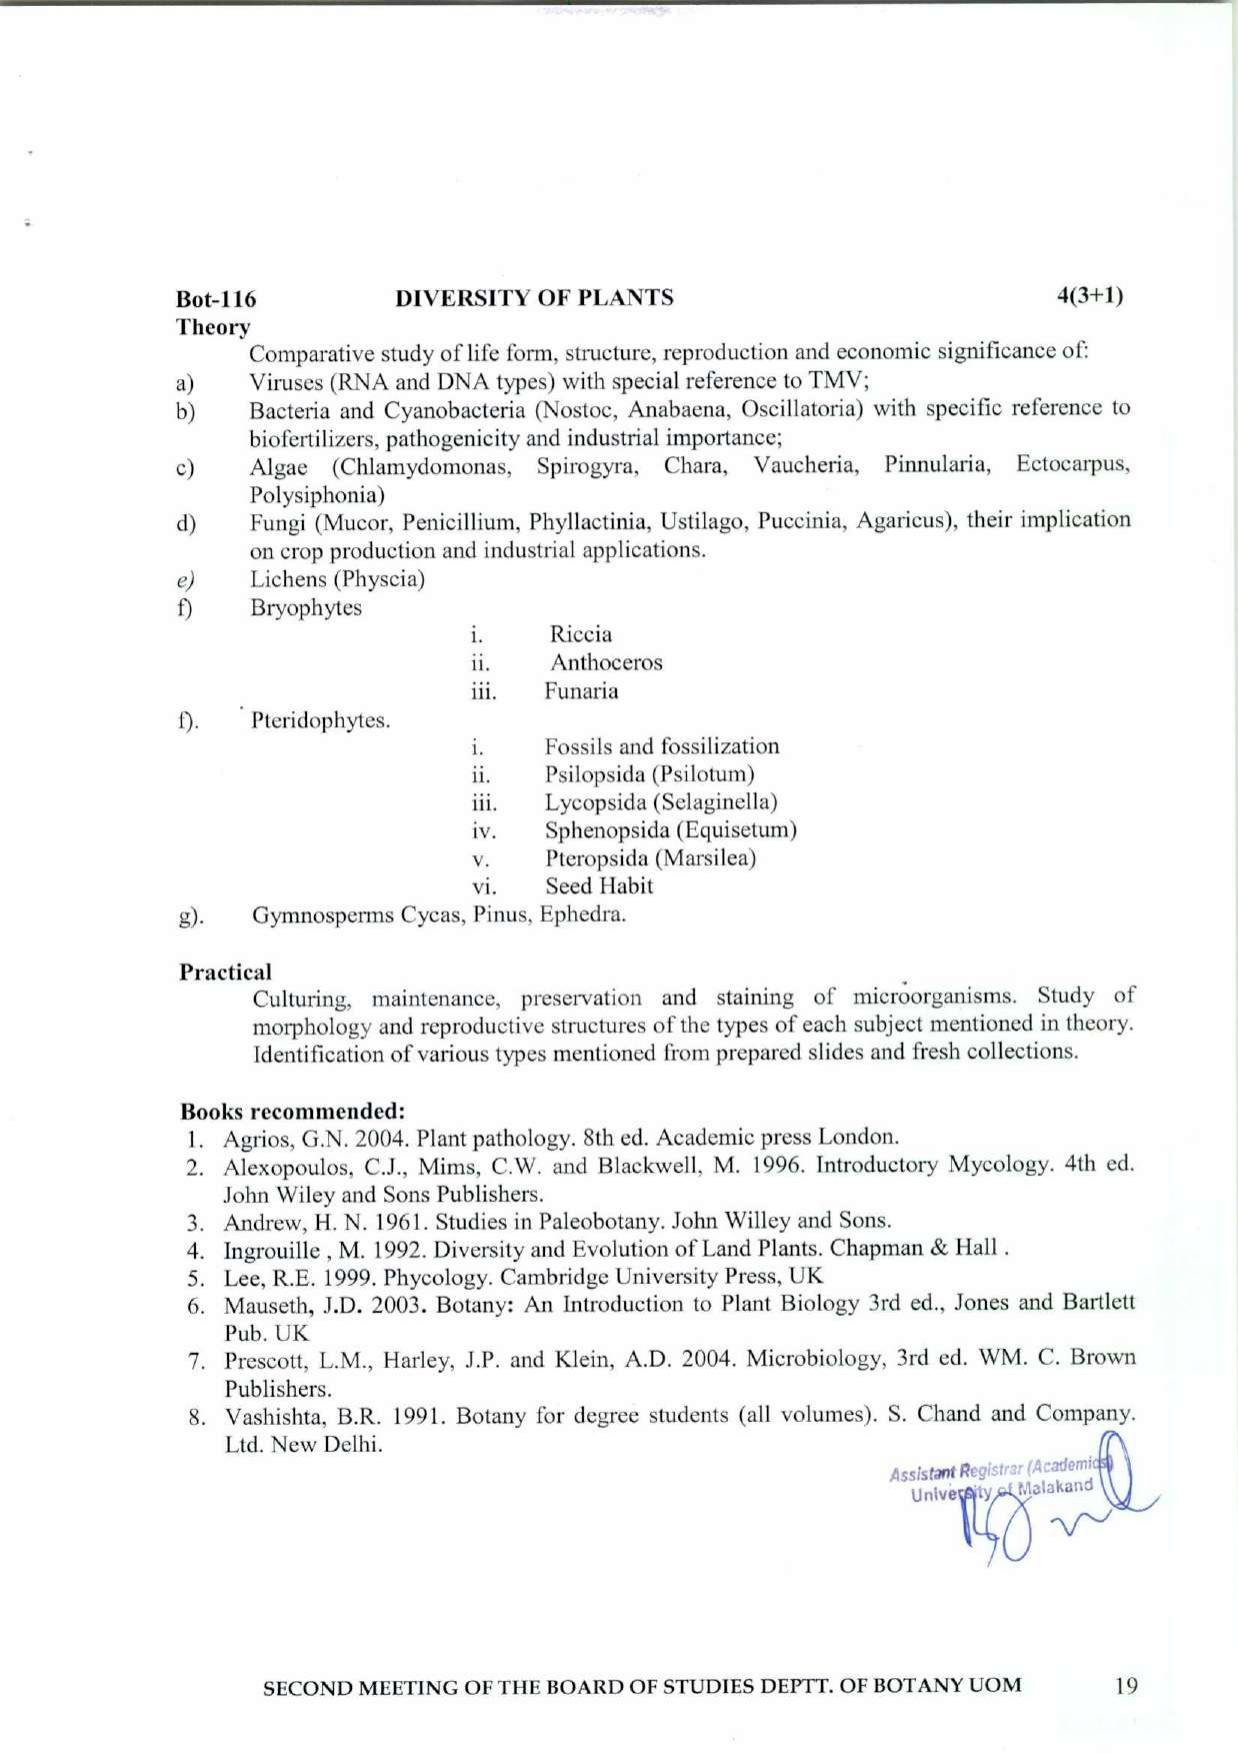 Bot-116 DIVERSITY OF PLANTS 4(3+1)
Theory
Comparative study of life form, structure, reproduction and economic significance of:
a) Viruses (RNA and DNA types) with special reference to TMV;
b) Bacteria and Cyanobacteria (Nostoc, Anabaena, Oscillatoria) with specific reference to
biofertilizers, pathogenicity and industrial importance;
c) Algae (Chlamydomonas, Spirogyra, Chara, Vaucheria, Pinnularia, Ectocarpus,
Polysiphonia)
d) Fungi (Mucor, Penicillium, Phyllactinia, Ustilago, Puccinia, Agaricus), their implication
on crop production and industrial applications.
e) Lichens (Physcia)
f) Bryophytes
i. Riccia
ii. Anthoceros
iii. Funaria
f). Pteridophytes.
i. Fossils and fossilization
ii. Psilopsida (Psilotum)
iii. Lycopsida (Selaginella)
iv. Sphenopsida (Equisetum)
v. Pteropsida (Marsilea)
vi. Seed Habit
g). Gymnosperms Cycas, Pinus, Ephedra.
Practical
Culturing, maintenance, preservation and staining of microorganisms. Study of
morphology and reproductive structures of the types of each subject mentioned in theory.
Identification of various types mentioned from prepared slides and fresh collections.
Books recommended:
1. Agrios, G.N. 2004. Plant pathology. 8th ed. Academic press London.
2. Alexopoulos, C.J., Mims, C.W. and Blackwell, M. 1996. Introductory Mycology. 4th ed.
John Wiley and Sons Publishers.
3. Andrew, H. N. 1961. Studies in Paleobotany. John Willey and Sons.
4. Ingrouille , M. 1992. Diversity and Evolution of Land Plants. Chapman & Hall .
5. Lee, R.E. 1999. Phycology. Cambridge University Press, UK
6. Mauseth, J.D. 2003. Botany: An Introduction to Plant Biology 3rd ed., Jones and Bartlett
Pub. UK
7. Prescott, L.M., Harley, J.P. and Klein, A.D. 2004. Microbiology, 3rd ed. WM. C. Brown
Publishers.
8. Vashishta, B.R. 1991. Botany for degree students (all volumes). S. Chand and Company.
Ltd. New Delhi.
Assistant Registrar (Academics)
University of Malakand
SECOND MEETING OF THE BOARD OF STUDIES DEPTT. OF BOTANY UOM 19